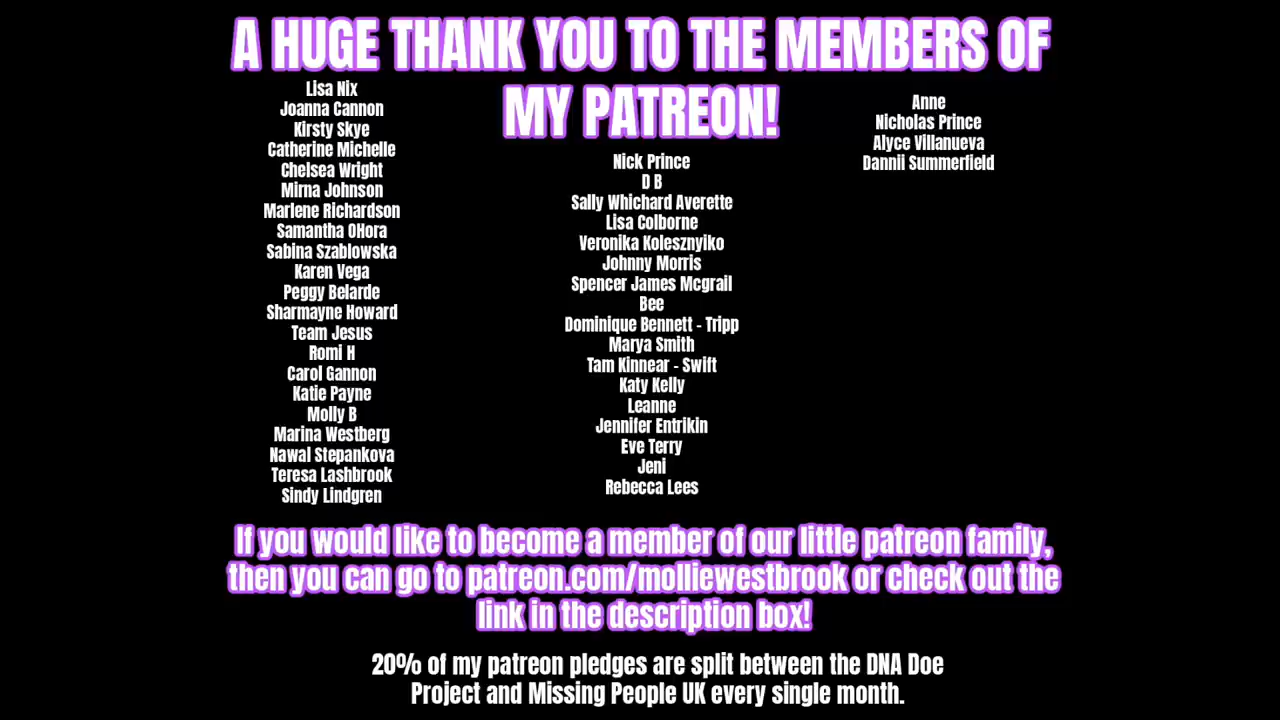 A HUGE THANK YOU TO THE MEMBERS OF
MY PATREON!
Lisa Nix
Joanna Cannon
Kirsty Skye
Catherine Michelle
Chelsea Wright
Mirna Johnson
Marlene Richardson
Samantha OHora
Sabina Szablowska
Karen Vega
Peggy Belarde
Sharmayne Howard
Team Jesus
Romi H
Carol Gannon
Katie Payne
Molly B
Marina Westberg
Nawal Stepankova
Teresa Lashbrook
Sindy Lindgren
Nick Prince
D B
Sally Whichard Averette
Lisa Colborne
Veronika Kolesznyiko
Johnny Morris
Spencer James Mcgrail
Bee
Dominique Bennett - Tripp
Marya Smith
Tam Kinnear - Swift
Katy Kelly
Leanne
Jennifer Entrikin
Eve Terry
Jeni
Rebecca Lees
Anne
Nicholas Prince
Alyce Villanueva
Dannii Summerfield
If you would like to become a member of our little patreon family,
then you can go to patreon.com/molliewestbrook or check out the
link in the description box!
20% of my patreon pledges are split between the DNA Doe
Project and Missing People UK every single month.